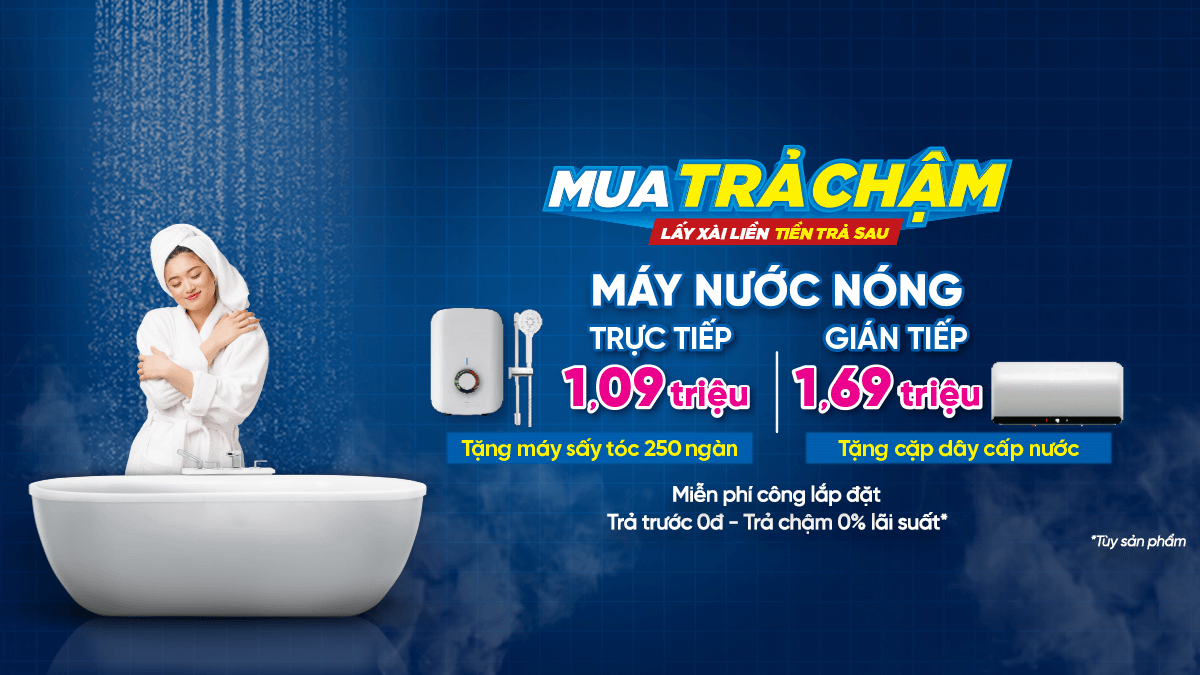 MUA TRẢ CHẬM
LẤY XÀI LIỀN TIỀN TRẢ SAU
MÁY NƯỚC NÓNG
TRỰC TIẾP
1,09 triệu
Tặng máy sấy tóc 250 ngàn
GIÁN TIẾP
1,69 triệu
Tặng cặp dây cấp nước
Miễn phí công lắp đặt
Trả trước 0đ - Trả chậm 0% lãi suất*
*Tùy sản phẩm